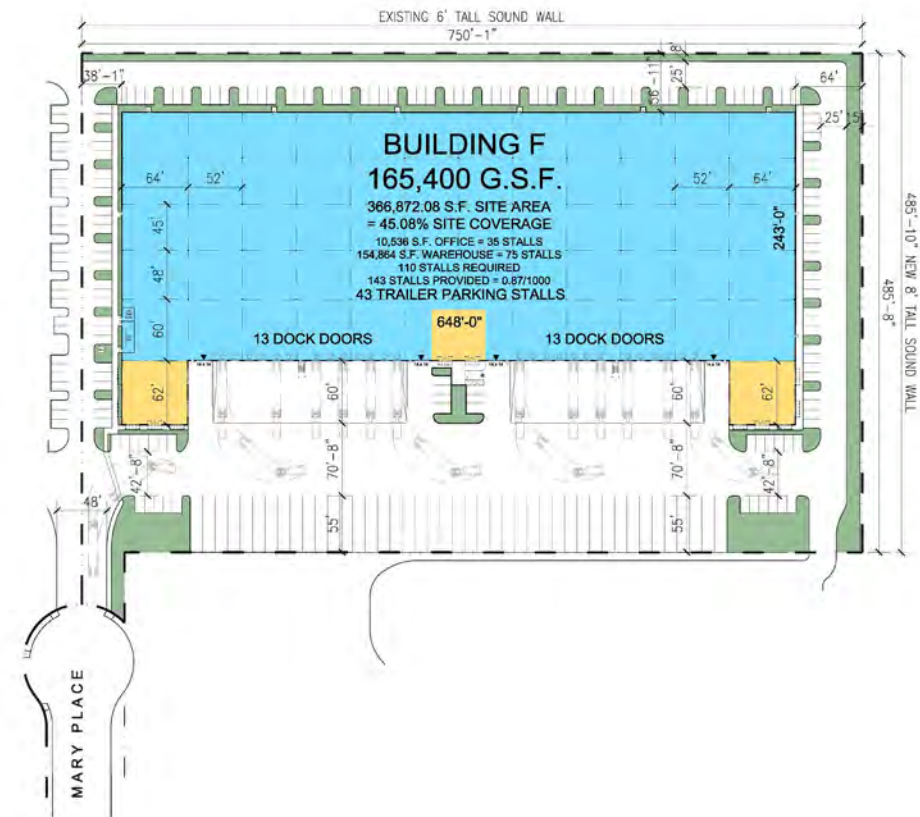 EXISTING 6' TALL SOUND WALL
750'-1"
8'
38'-1"
56'-11"
25'
64'
25'
15'
BUILDING F
165,400 G.S.F.
366,872.08 S.F. SITE AREA
= 45.08% SITE COVERAGE
10,536 S.F. OFFICE = 35 STALLS
154,864 S.F. WAREHOUSE = 75 STALLS
110 STALLS REQUIRED
143 STALLS PROVIDED = 0.87/1000
43 TRAILER PARKING STALLS
64'
52'
52'
64'
45'
48'
60'
243'-0"
485'-8"
485'-10" NEW 8' TALL SOUND WALL
648'-0"
13 DOCK DOORS
13 DOCK DOORS
62'
60'
60'
62'
42'-8"
70'-8"
70'-8"
42'-8"
48'
55'
55'
MARY PLACE